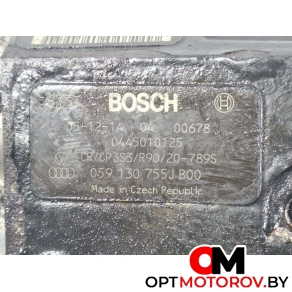 BOSCH
05-12-14 04 00678
0445010125
CR/CP3S3/R90/20-789S
059 130 755J B00
Made in Czech Republic
ОПТМОТОРОВ.BY